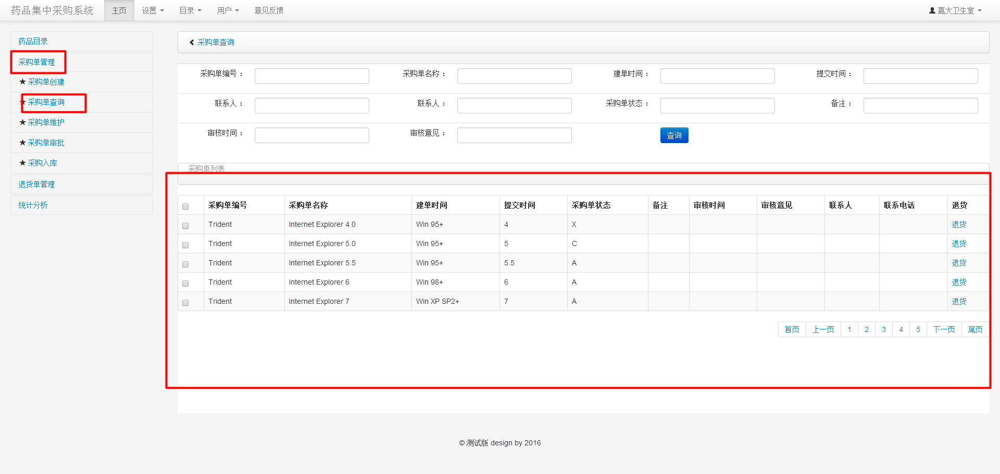 药品集中采购系统 主页 设置 目录 用户 意见反馈 嘉大卫生室
药品目录
采购单管理
★ 采购单创建
★ 采购单查询
★ 采购单维护
★ 采购单审批
★ 采购入库
退货单管理
统计分析
采购单查询
采购单编号： 采购单名称： 建单时间： 提交时间：
联系人： 联系人： 采购单状态： 备注：
审核时间： 审核意见： 查询
采购单列表
采购单编号 采购单名称 建单时间 提交时间 采购单状态 备注 审核时间 审核意见 联系人 联系电话 退货
Trident Internet Explorer 4.0 Win 95+ 4 X 退货
Trident Internet Explorer 5.0 Win 95+ 5 C 退货
Trident Internet Explorer 5.5 Win 95+ 5.5 A 退货
Trident Internet Explorer 6 Win 98+ 6 A 退货
Trident Internet Explorer 7 Win XP SP2+ 7 A 退货
首页 上一页 1 2 3 4 5 下一页 尾页
© 测试版 design by 2016